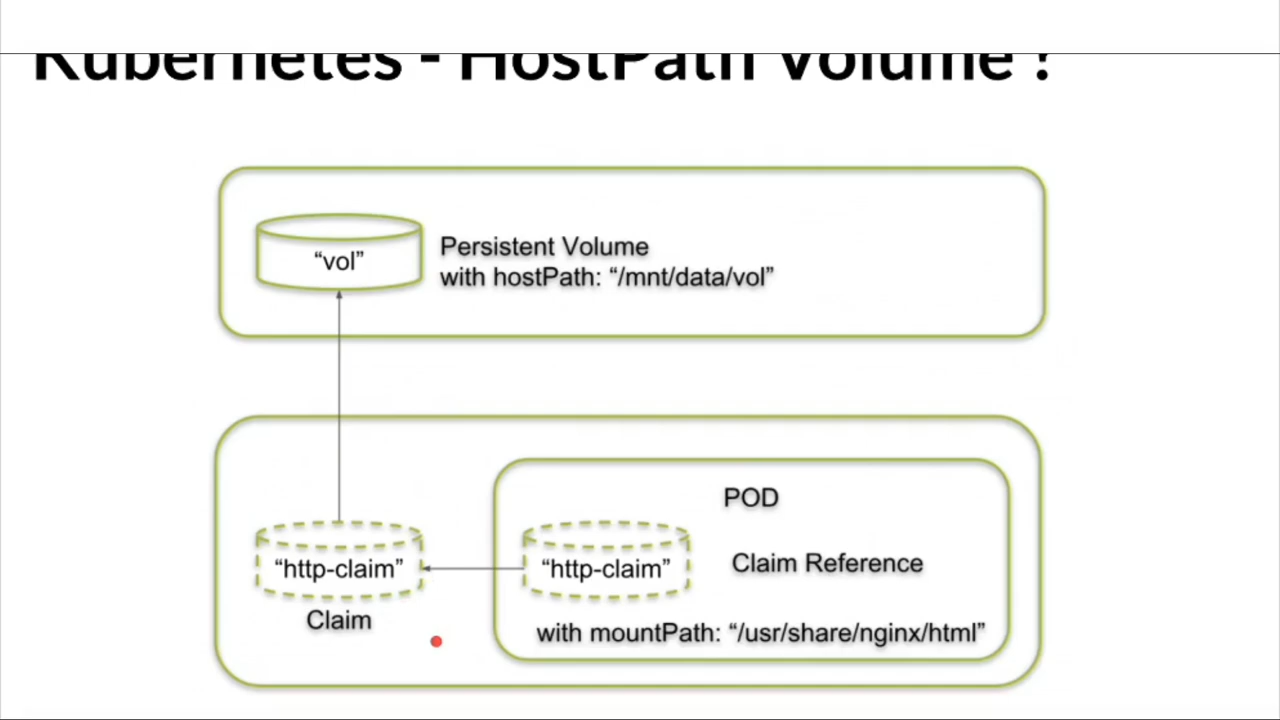 Kubernetes - HostPath Volume ?
“vol”
Persistent Volume
with hostPath: “/mnt/data/vol”
POD
“http-claim”
“http-claim”
Claim Reference
Claim
with mountPath: “/usr/share/nginx/html”